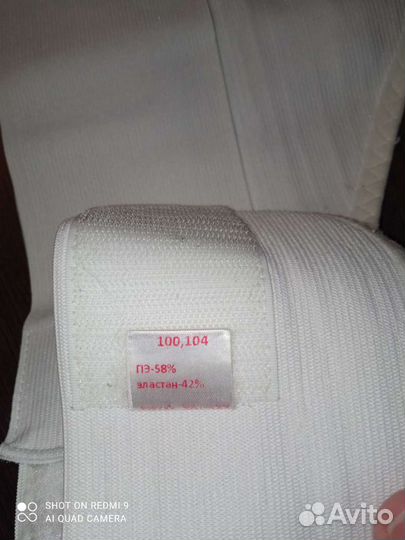 100,104
ПЭ-58%
эластан-42%
SHOT ON REDMI 9
AI QUAD CAMERA
Avito